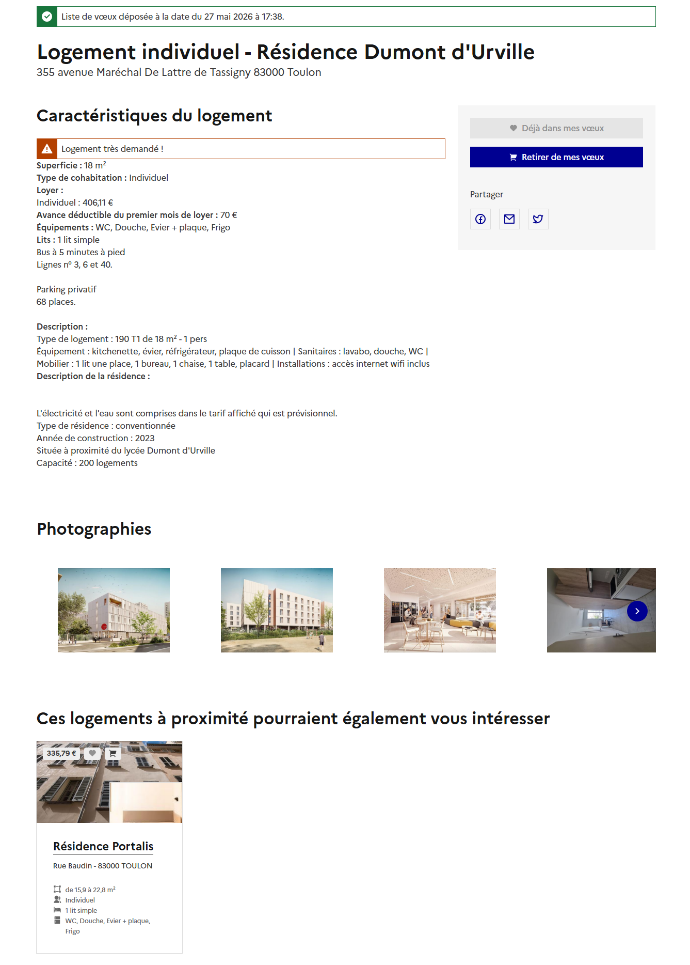 Liste de vœux déposée à la date du 27 mai 2026 à 17:38.
Logement individuel - Résidence Dumont d'Urville
355 avenue Maréchal De Lattre de Tassigny 83000 Toulon
Caractéristiques du logement
Logement très demandé !
Superficie : 18 m²
Type de cohabitation : Individuel
Loyer :
Individuel : 406,11 €
Avance déductible du premier mois de loyer : 70 €
Équipements : WC, Douche, Evier + plaque, Frigo
Lits : 1 lit simple
Bus à 5 minutes à pied
Lignes n° 3, 6 et 40.
Parking privatif
68 places.
Description :
Type de logement : 190 T1 de 18 m² - 1 pers
Équipement : kitchenette, évier, réfrigérateur, plaque de cuisson | Sanitaires : lavabo, douche, WC |
Mobilier : 1 lit une place, 1 bureau, 1 chaise, 1 table, placard | Installations : accès internet wifi inclus
Description de la résidence :
L'électricité et l'eau sont comprises dans le tarif affiché qui est prévisionnel.
Type de résidence : conventionnée
Année de construction : 2023
Située à proximité du lycée Dumont d'Urville
Capacité : 200 logements
Déjà dans mes vœux
Retirer de mes vœux
Partager
Photographies
Ces logements à proximité pourraient également vous intéresser
335,79 €
Résidence Portalis
Rue Baudin - 83000 TOULON
de 15,9 à 22,8 m²
Individuel
1 lit simple
WC, Douche, Evier + plaque,
Frigo